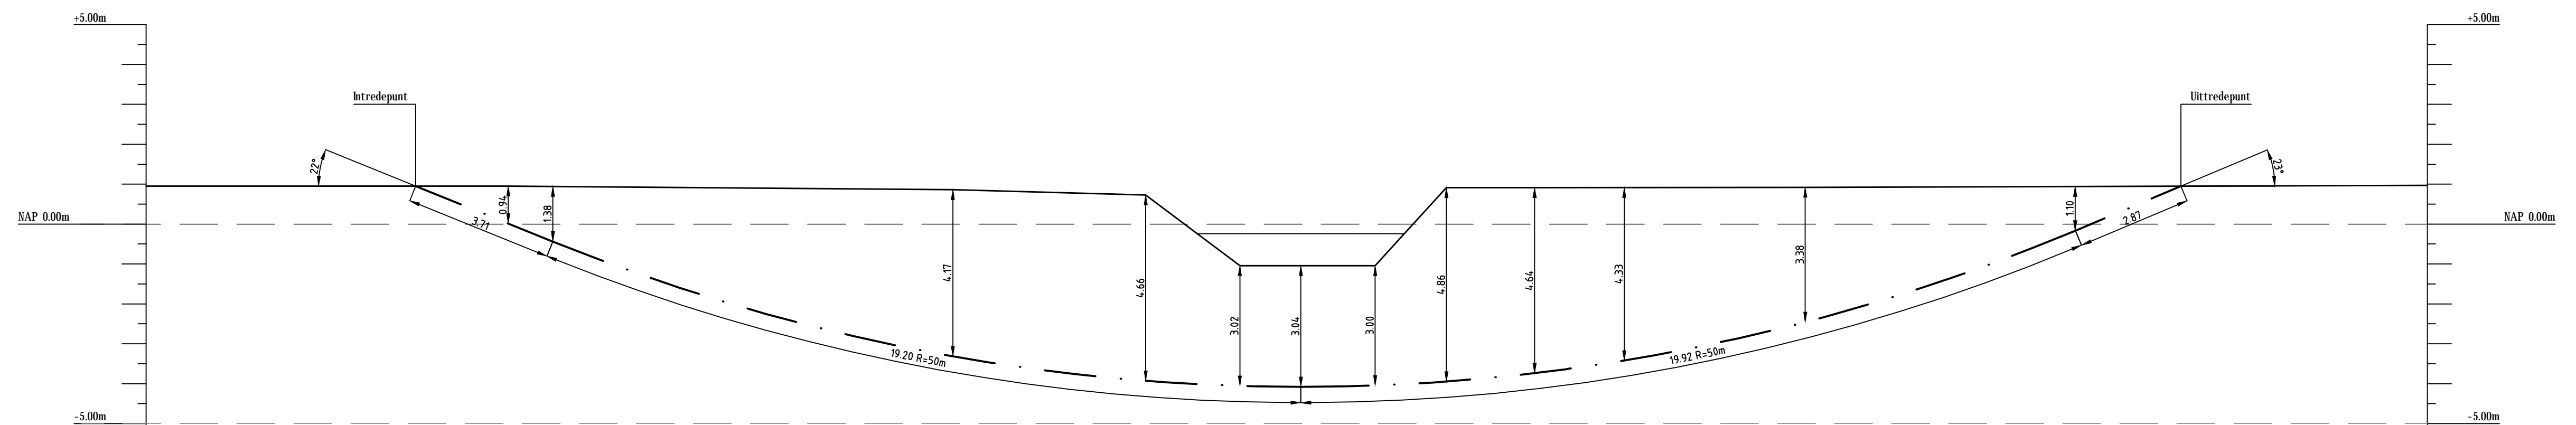 +5.00m
+5.00m
Intredepunt
Uittredepunt
22°
23°
NAP 0.00m
NAP 0.00m
3.71
0.94
1.38
4.17
4.66
3.02
3.04
3.00
4.86
4.64
4.33
3.38
1.10
2.87
19.20 R=50m
19.92 R=50m
-5.00m
-5.00m